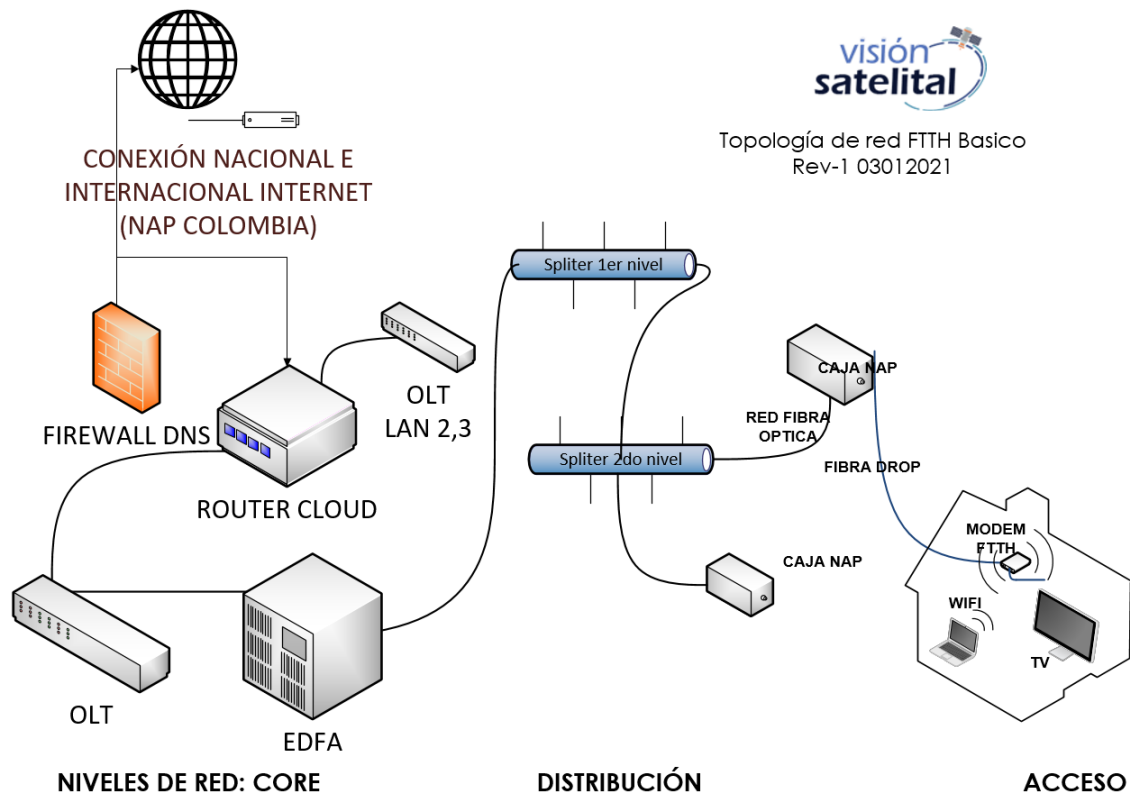 visión
satelital
Topología de red FTTH Basico
Rev-1 03012021
CONEXIÓN NACIONAL E
INTERNACIONAL INTERNET
(NAP COLOMBIA)
FIREWALL DNS
OLT
LAN 2,3
ROUTER CLOUD
OLT
EDFA
Spliter 1er nivel
Spliter 2do nivel
CAJA NAP
RED FIBRA
OPTICA
FIBRA DROP
CAJA NAP
MODEM
FTTH
WIFI
TV
NIVELES DE RED: CORE
DISTRIBUCIÓN
ACCESO